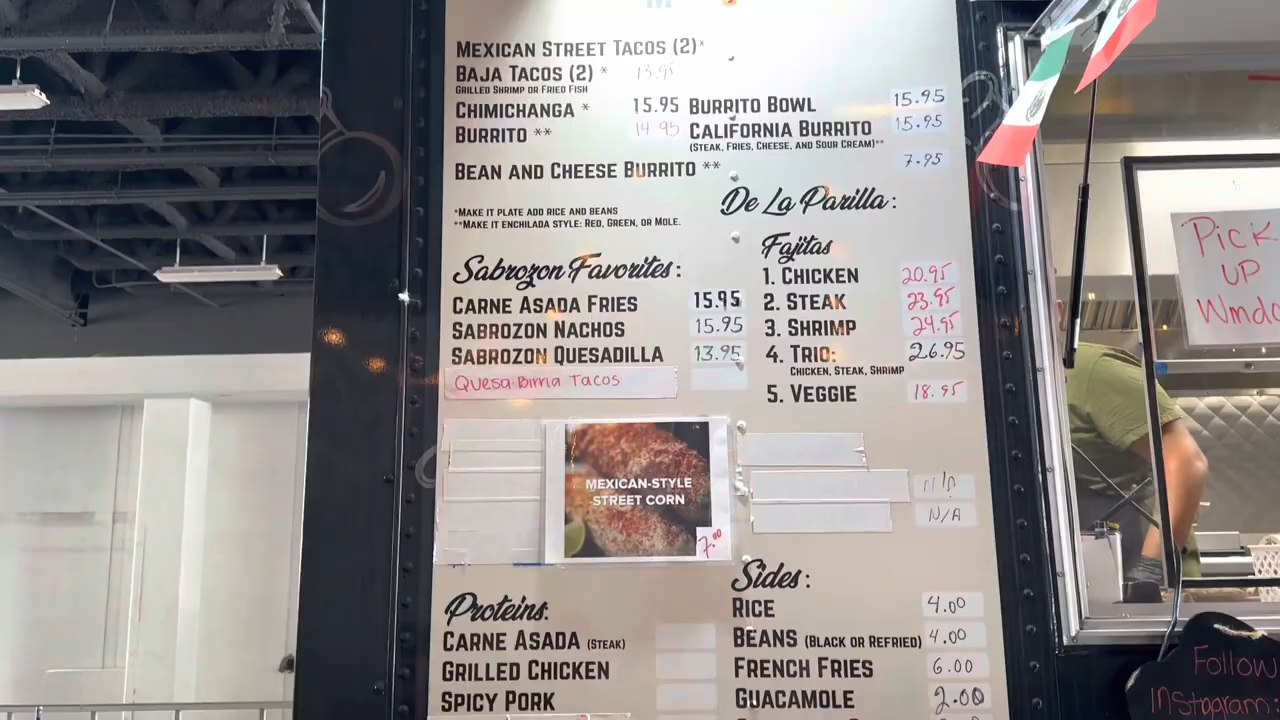 MEXICAN STREET TACOS (2)*
BAJA TACOS (2) * 13.95
GRILLED SHRIMP OR FRIED FISH
CHIMICHANGA * 15.95
BURRITO ** 14.95
BURRITO BOWL 15.95
CALIFORNIA BURRITO 15.95
(STEAK, FRIES, CHEESE, AND SOUR CREAM)**
BEAN AND CHEESE BURRITO ** 7.95
*MAKE IT PLATE ADD RICE AND BEANS
**MAKE IT ENCHILADA STYLE: RED, GREEN, OR MOLE.
Sabrozon Favorites:
CARNE ASADA FRIES 15.95
SABROZON NACHOS 15.95
SABROZON QUESADILLA 13.95
Quesa-Birria Tacos
De La Parilla:
Fajitas
1. CHICKEN 20.95
2. STEAK 23.95
3. SHRIMP 24.95
4. TRIO: 26.95
CHICKEN, STEAK, SHRIMP
5. VEGGIE 18.95
MEXICAN-STYLE
STREET CORN
7.00
N/A
N/A
Proteins:
CARNE ASADA (STEAK)
GRILLED CHICKEN
SPICY PORK
Sides:
RICE 4.00
BEANS (BLACK OR REFRIED) 4.00
FRENCH FRIES 6.00
GUACAMOLE 2.00
Pick
UP
Follow
INstagram: